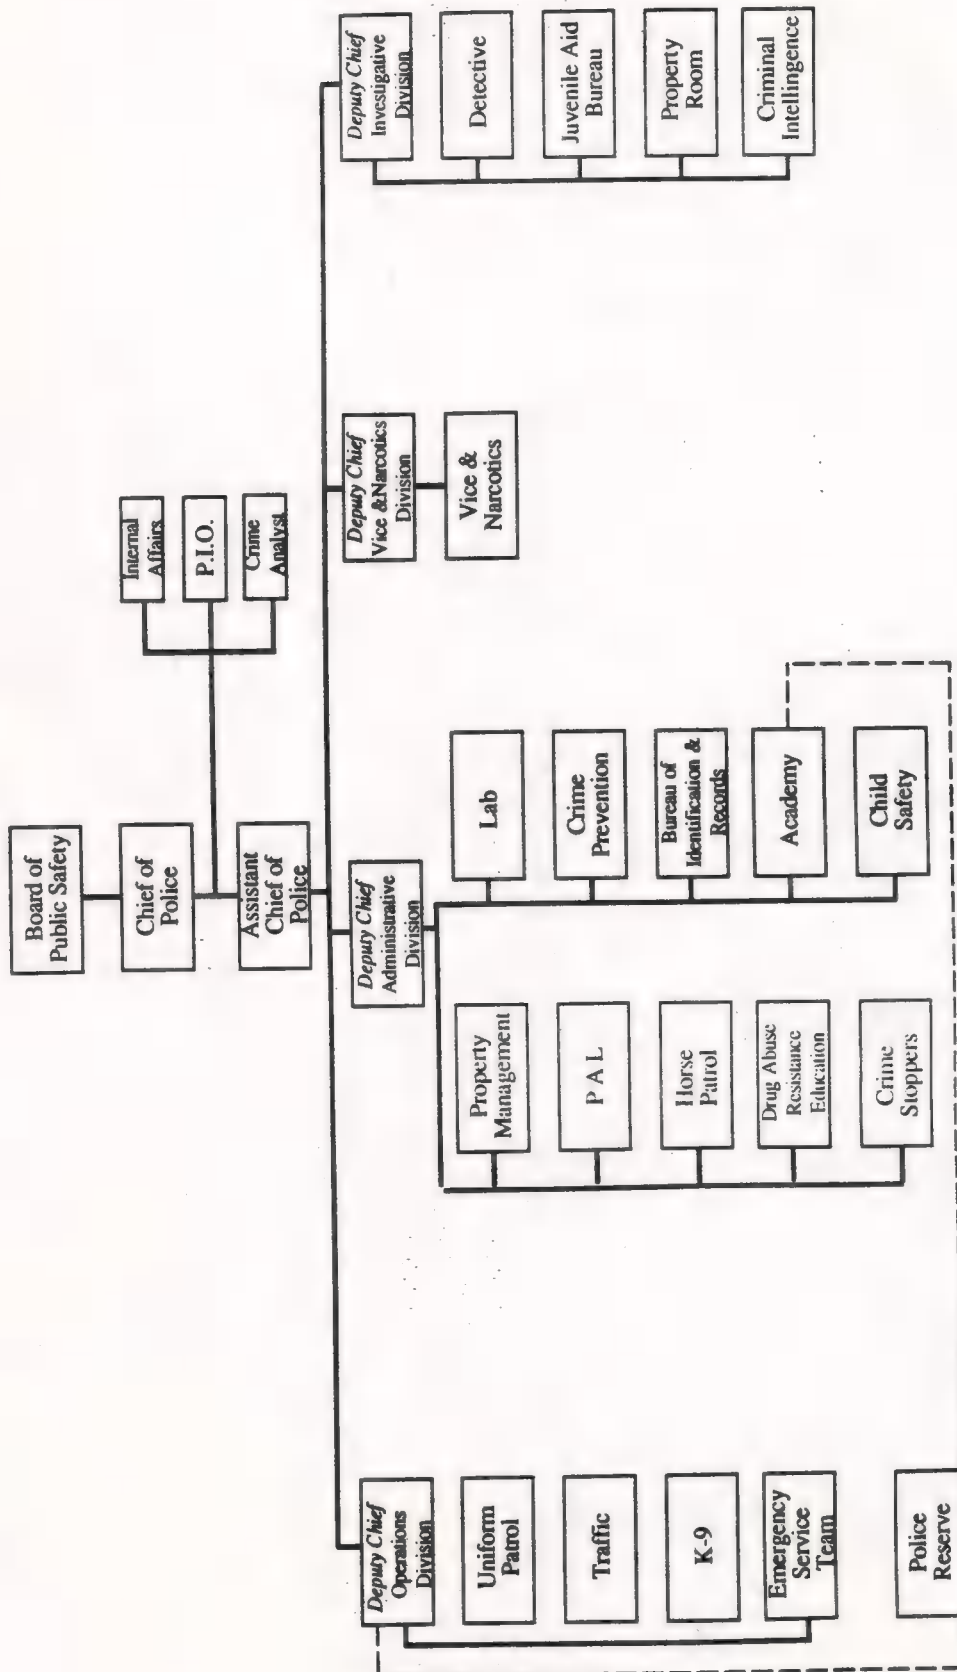 Board of
Public Safety
Chief of
Police
Assistant
Chief of
Police
Internal
Affairs
P.I.O.
Crime
Analyst
Deputy Chief
Operations
Division
Uniform
Patrol
Traffic
K-9
Emergency
Service
Team
Police
Reserve
Deputy Chief
Administrative
Division
Property
Management
P A L
Horse
Patrol
Drug Abuse
Resistance
Education
Crime
Stoppers
Lab
Crime
Prevention
Bureau of
Identification &
Records
Academy
Child
Safety
Deputy Chief
Vice &Narcotics
Division
Vice &
Narcotics
Deputy Chief
Investigative
Division
Detective
Juvenile Aid
Bureau
Property
Room
Criminal
Intellingence